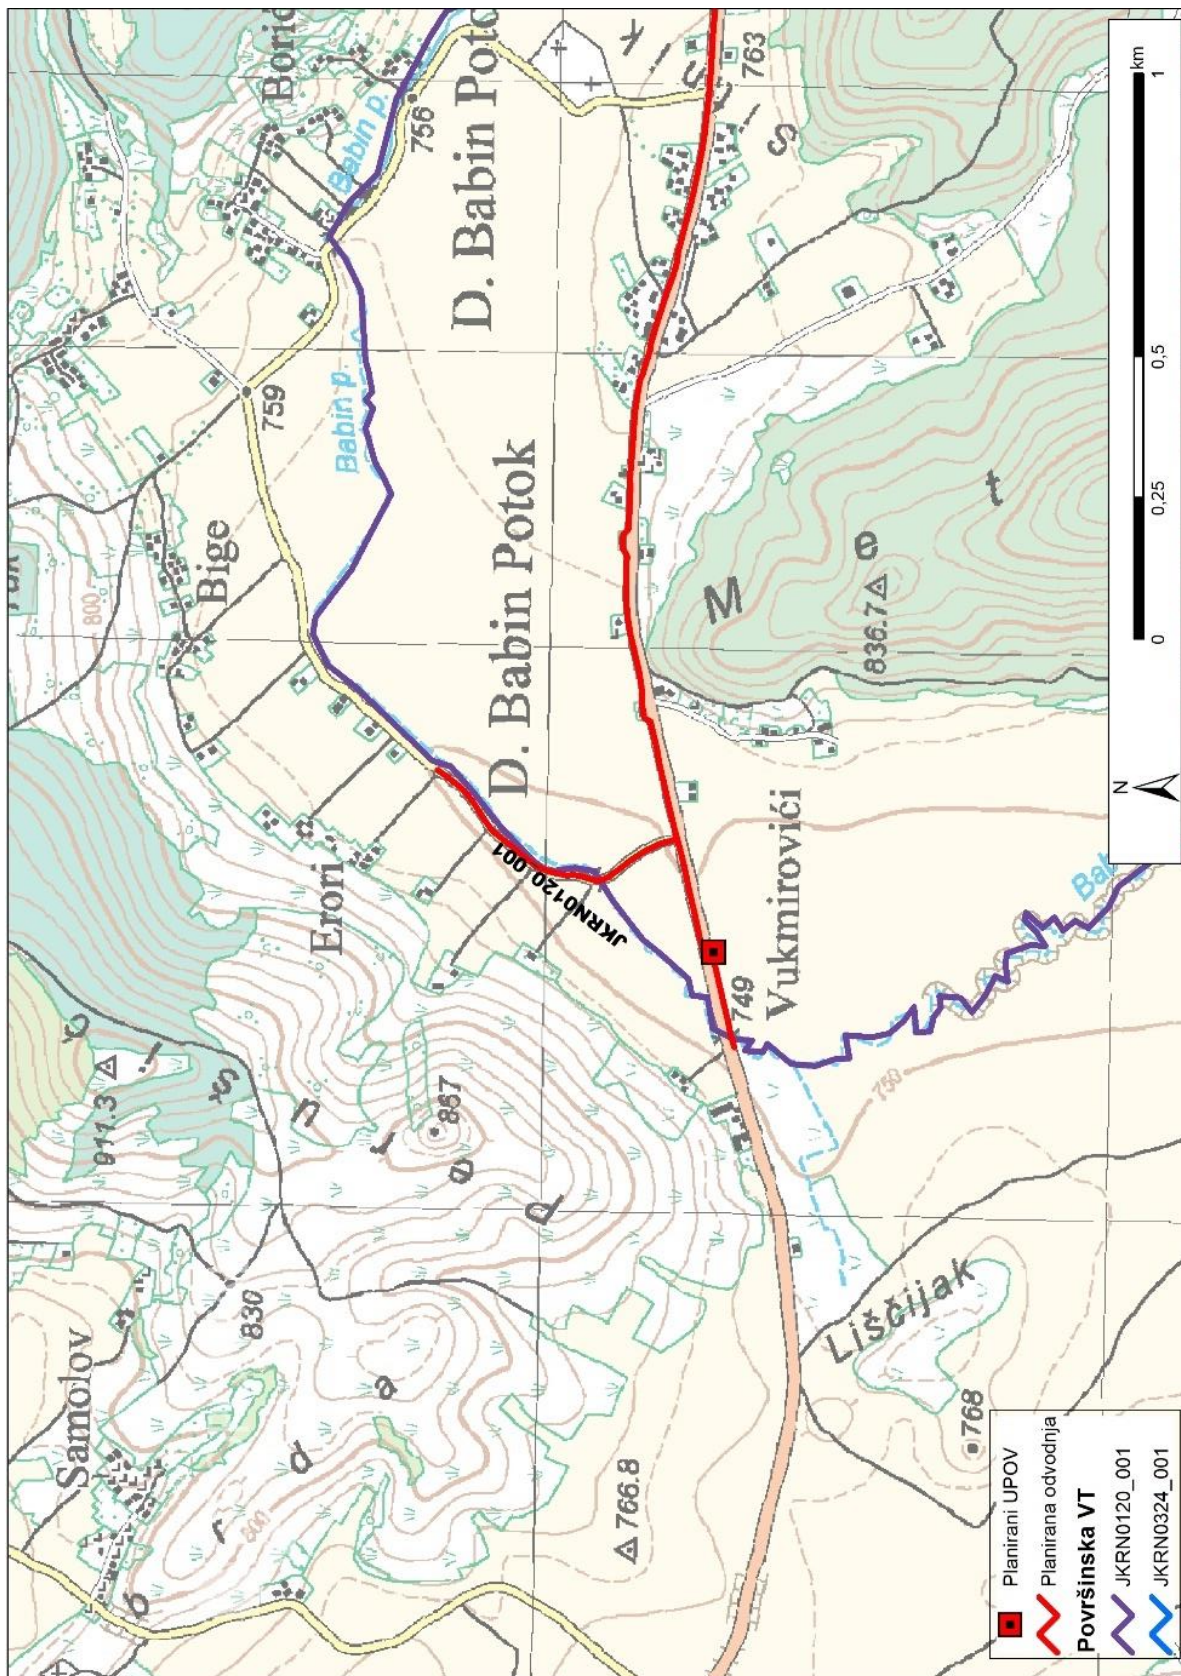 Samolov
911.3
Borić
Bige
800
759
756
Babin p.
Babin p.
D. Babin Potok
D. Babin Potok
Erori
JKRN0120_001
830
867
b r d a
P a r u š i c e
800
766.8
749
763
Vukmirovići
M e t
836.7
Liščijak
768
750
Bab
Planirani UPOV
Planirana odvodnja
Površinska VT
JKRN0120_001
JKRN0324_001
N
0
0,25
0,5
1
km